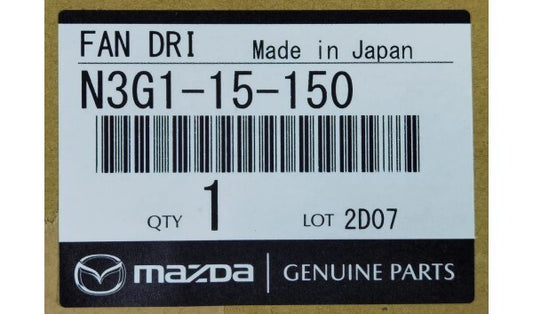 FAN DRI Made in Japan
N3G1-15-150
QTY 1 LOT 2D07
mazda GENUINE PARTS